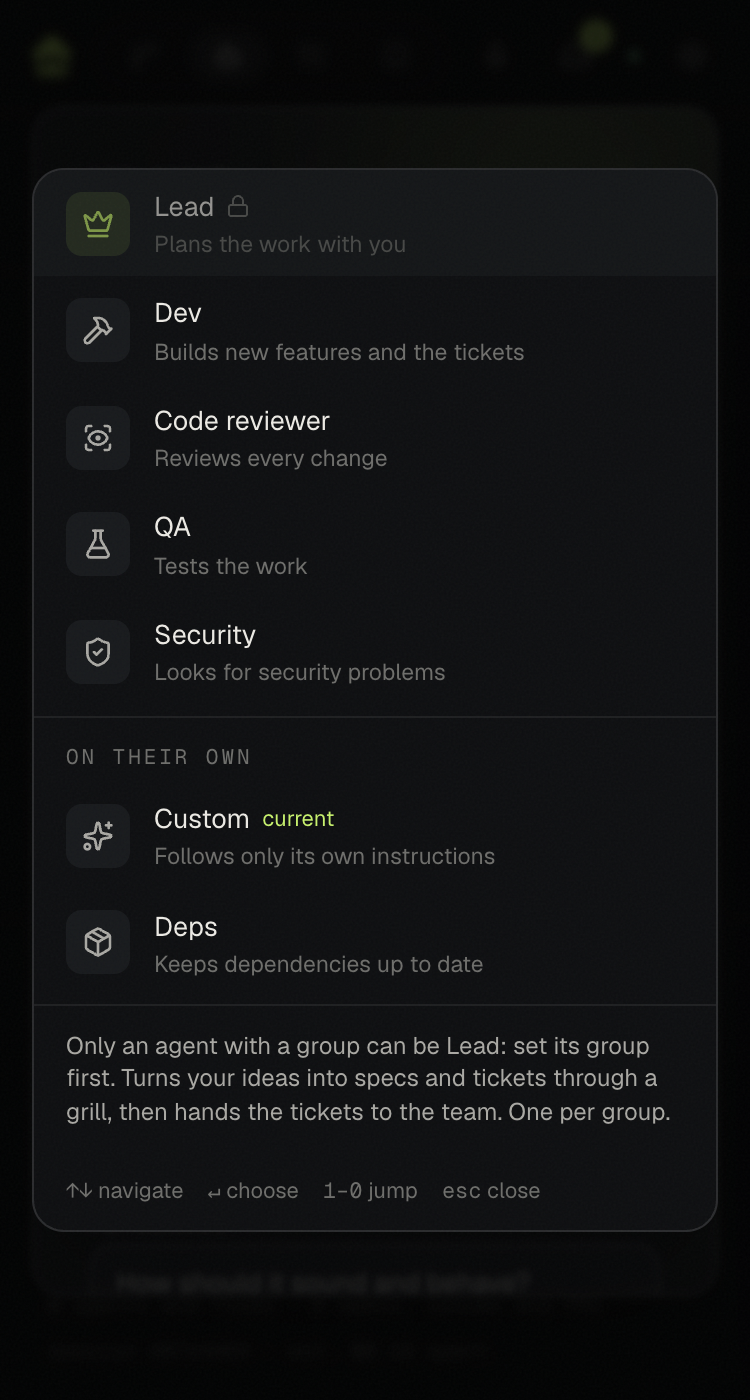 Lead
Plans the work with you
Dev
Builds new features and the tickets
Code reviewer
Reviews every change
QA
Tests the work
Security
Looks for security problems
ON THEIR OWN
Custom current
Follows only its own instructions
Deps
Keeps dependencies up to date
Only an agent with a group can be Lead: set its group
first. Turns your ideas into specs and tickets through a
grill, then hands the tickets to the team. One per group.
↑↓ navigate ↵ choose 1–0 jump esc close
How should it sound and behave?